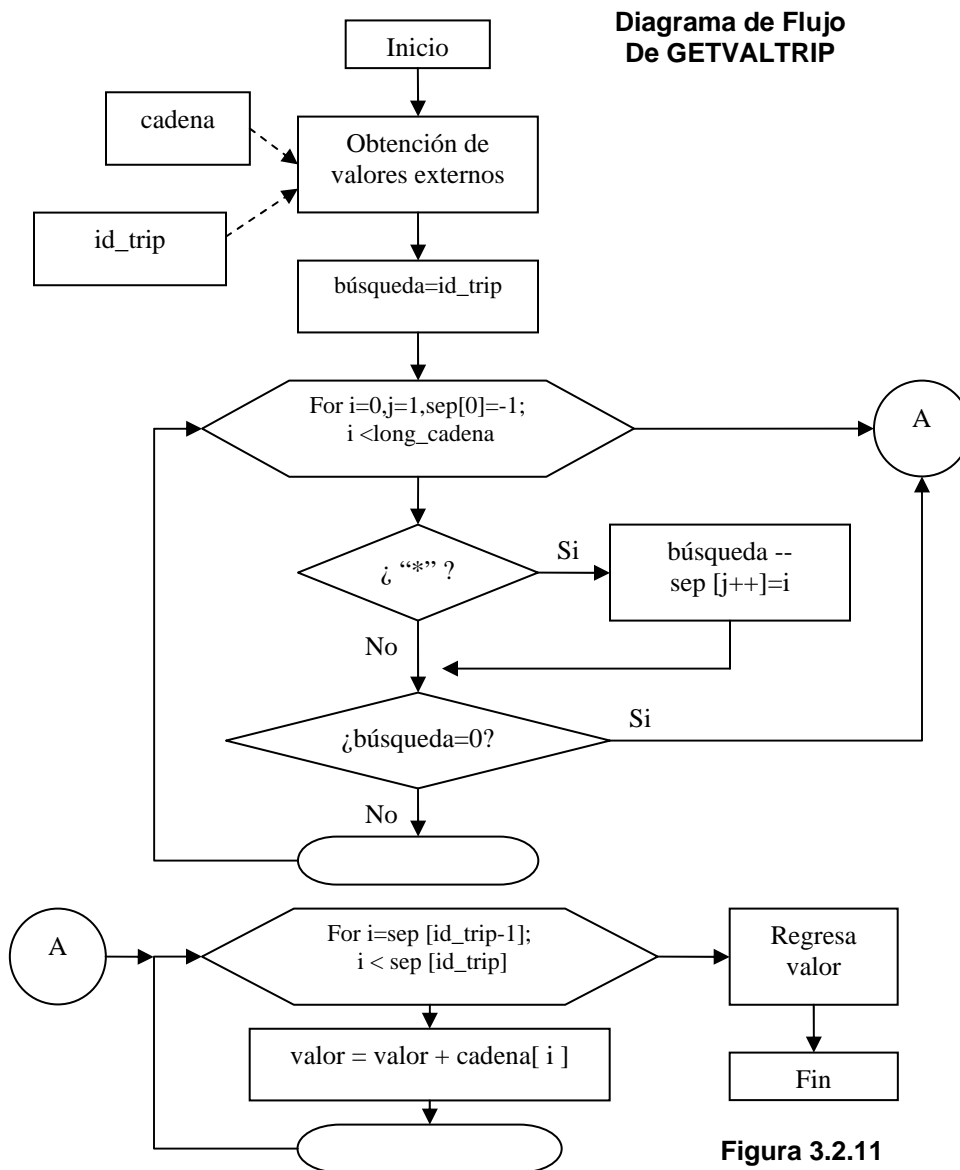 Diagrama de Flujo
De GETVALTRIP
Inicio
cadena
Obtención de
valores externos
id_trip
búsqueda=id_trip
For i=0,j=1,sep[0]=-1;
i <long_cadena
A
¿ “*” ?
Si
búsqueda --
sep [j++]=i
No
¿búsqueda=0?
Si
No
A
For i=sep [id_trip-1];
i < sep [id_trip]
Regresa
valor
valor = valor + cadena[ i ]
Fin
Figura 3.2.11